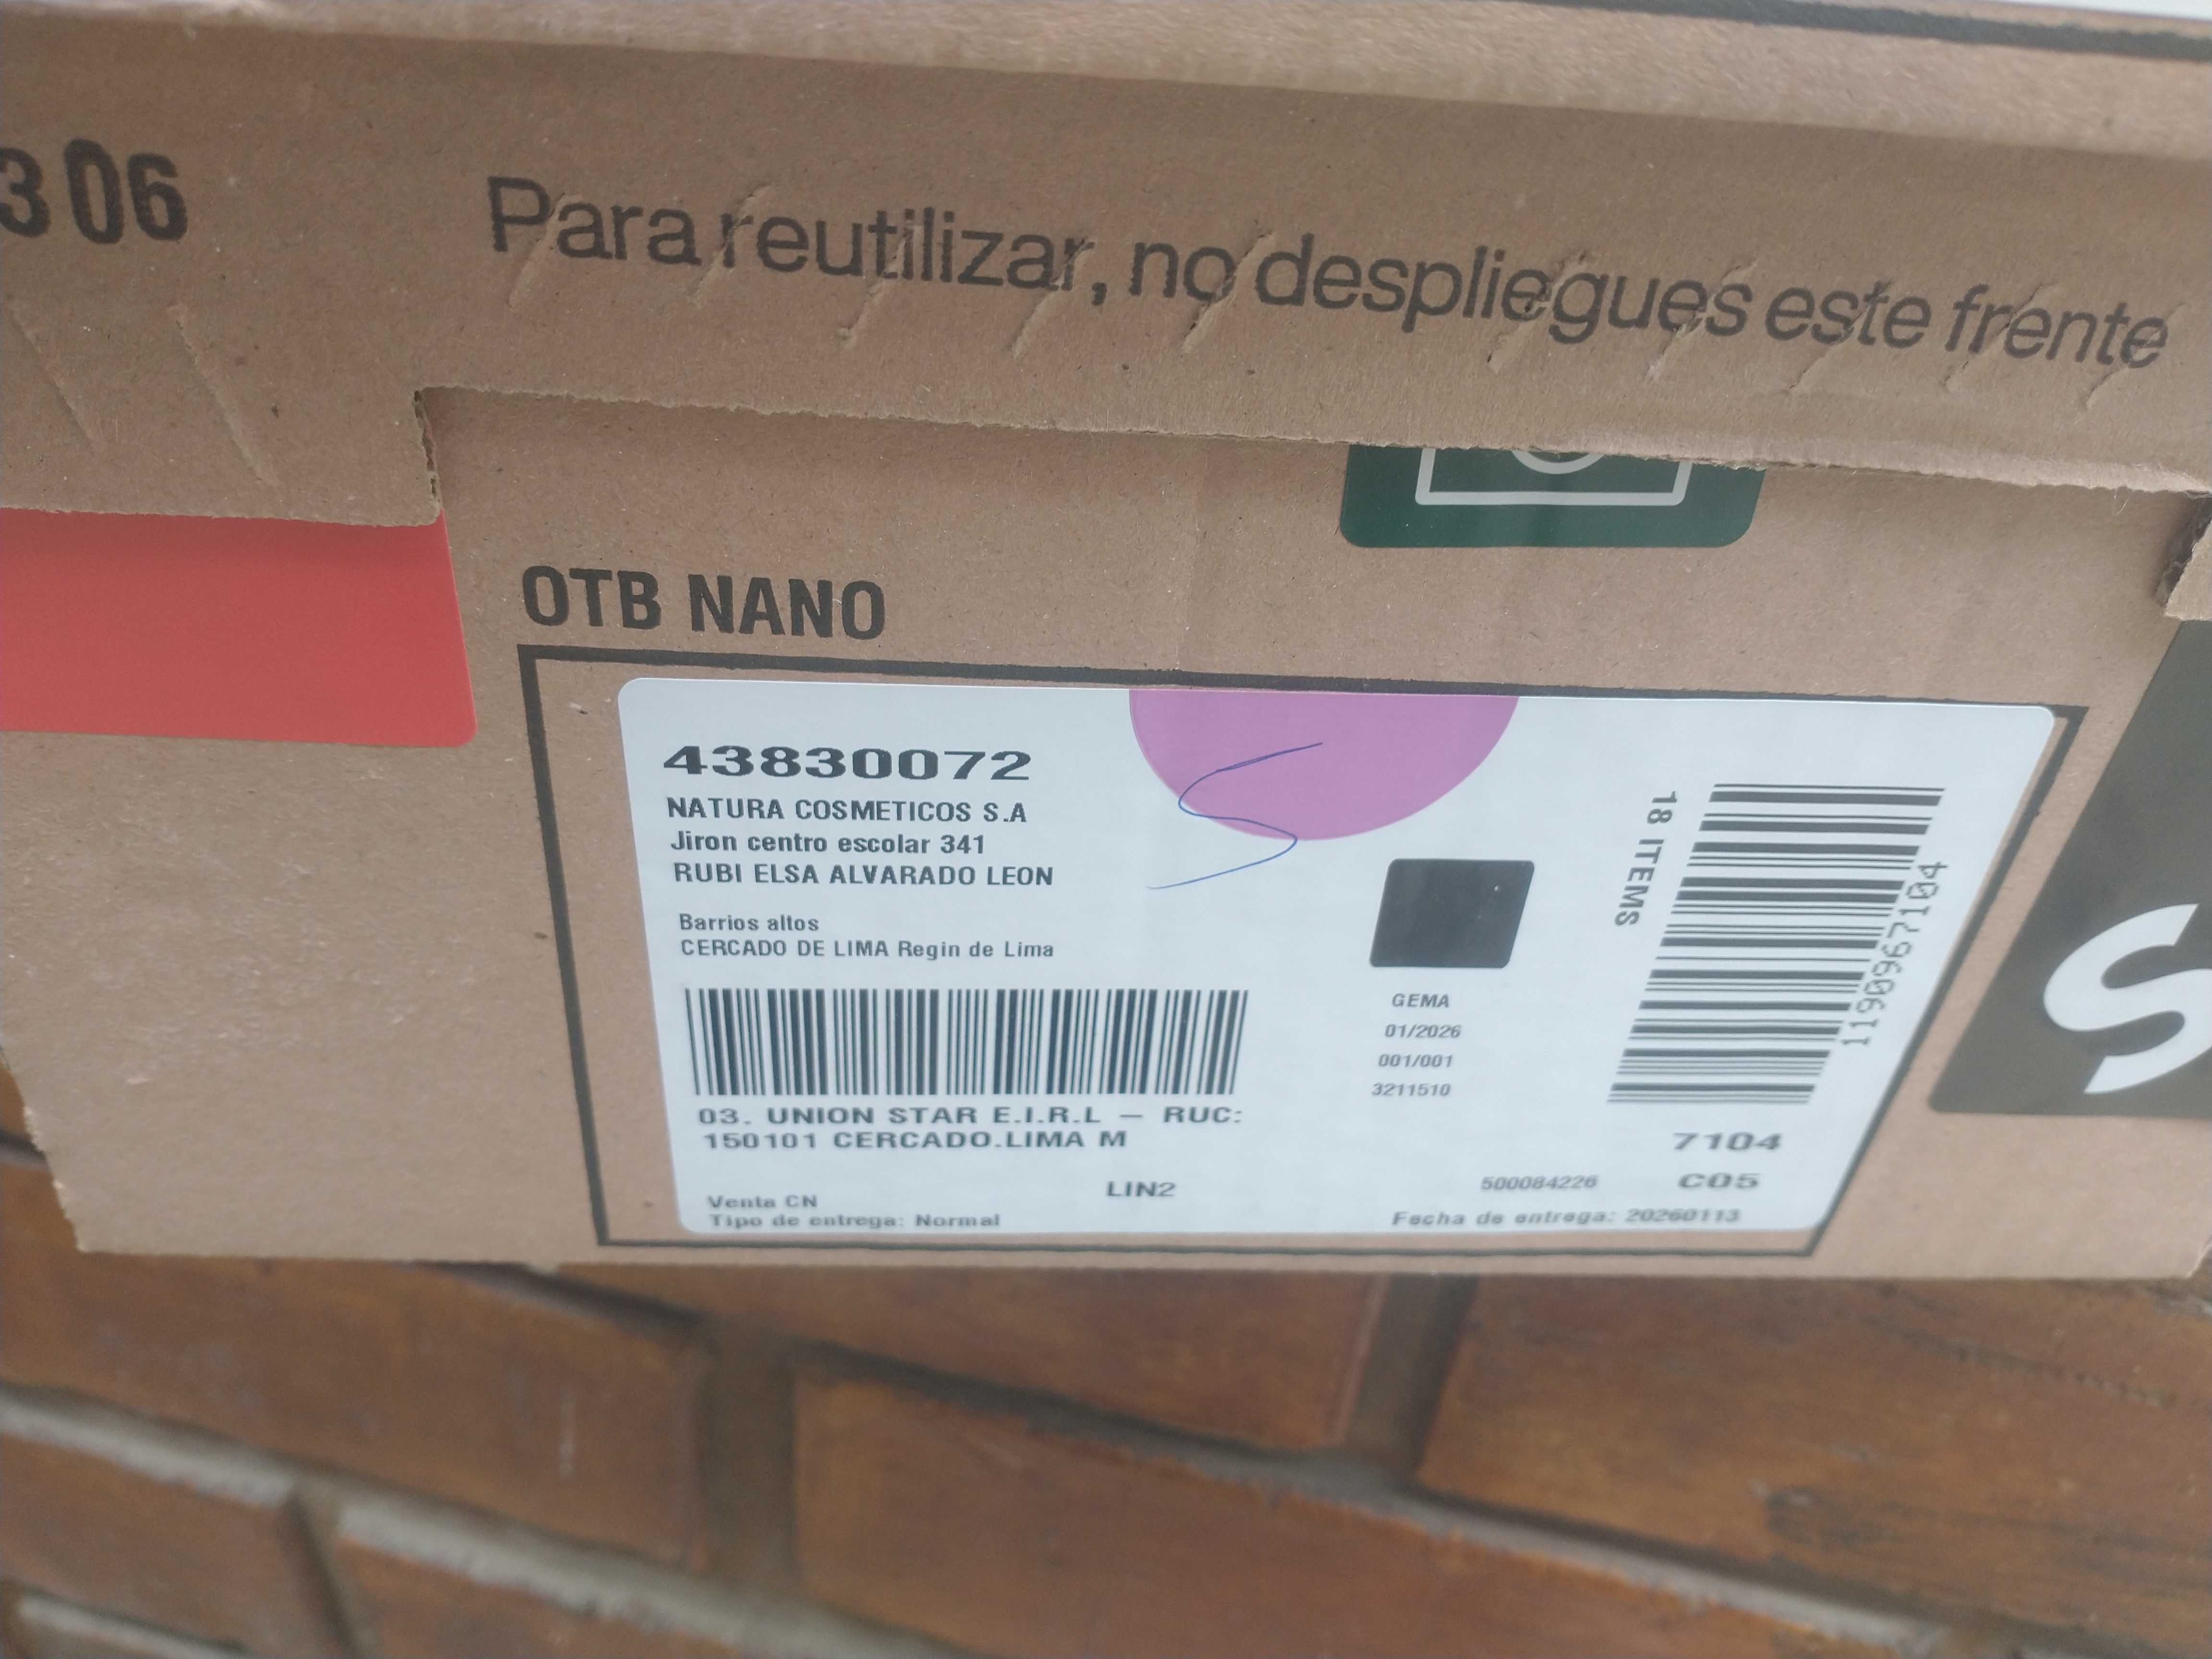 306
Para reutilizar, no despliegues este frente
OTB NANO
43830072
NATURA COSMETICOS S.A
Jiron centro escolar 341
RUBI ELSA ALVARADO LEON
Barrios altos
CERCADO DE LIMA Regin de Lima
03. UNION STAR E.I.R.L — RUC:
150101 CERCADO.LIMA M
LIN2
Venta CN
Tipo de entrega: Normal
GEMA
01/2026
001/001
3211510
18 ITEMS
1190967104
7104
500084226
C05
Fecha de entrega: 20260113
S